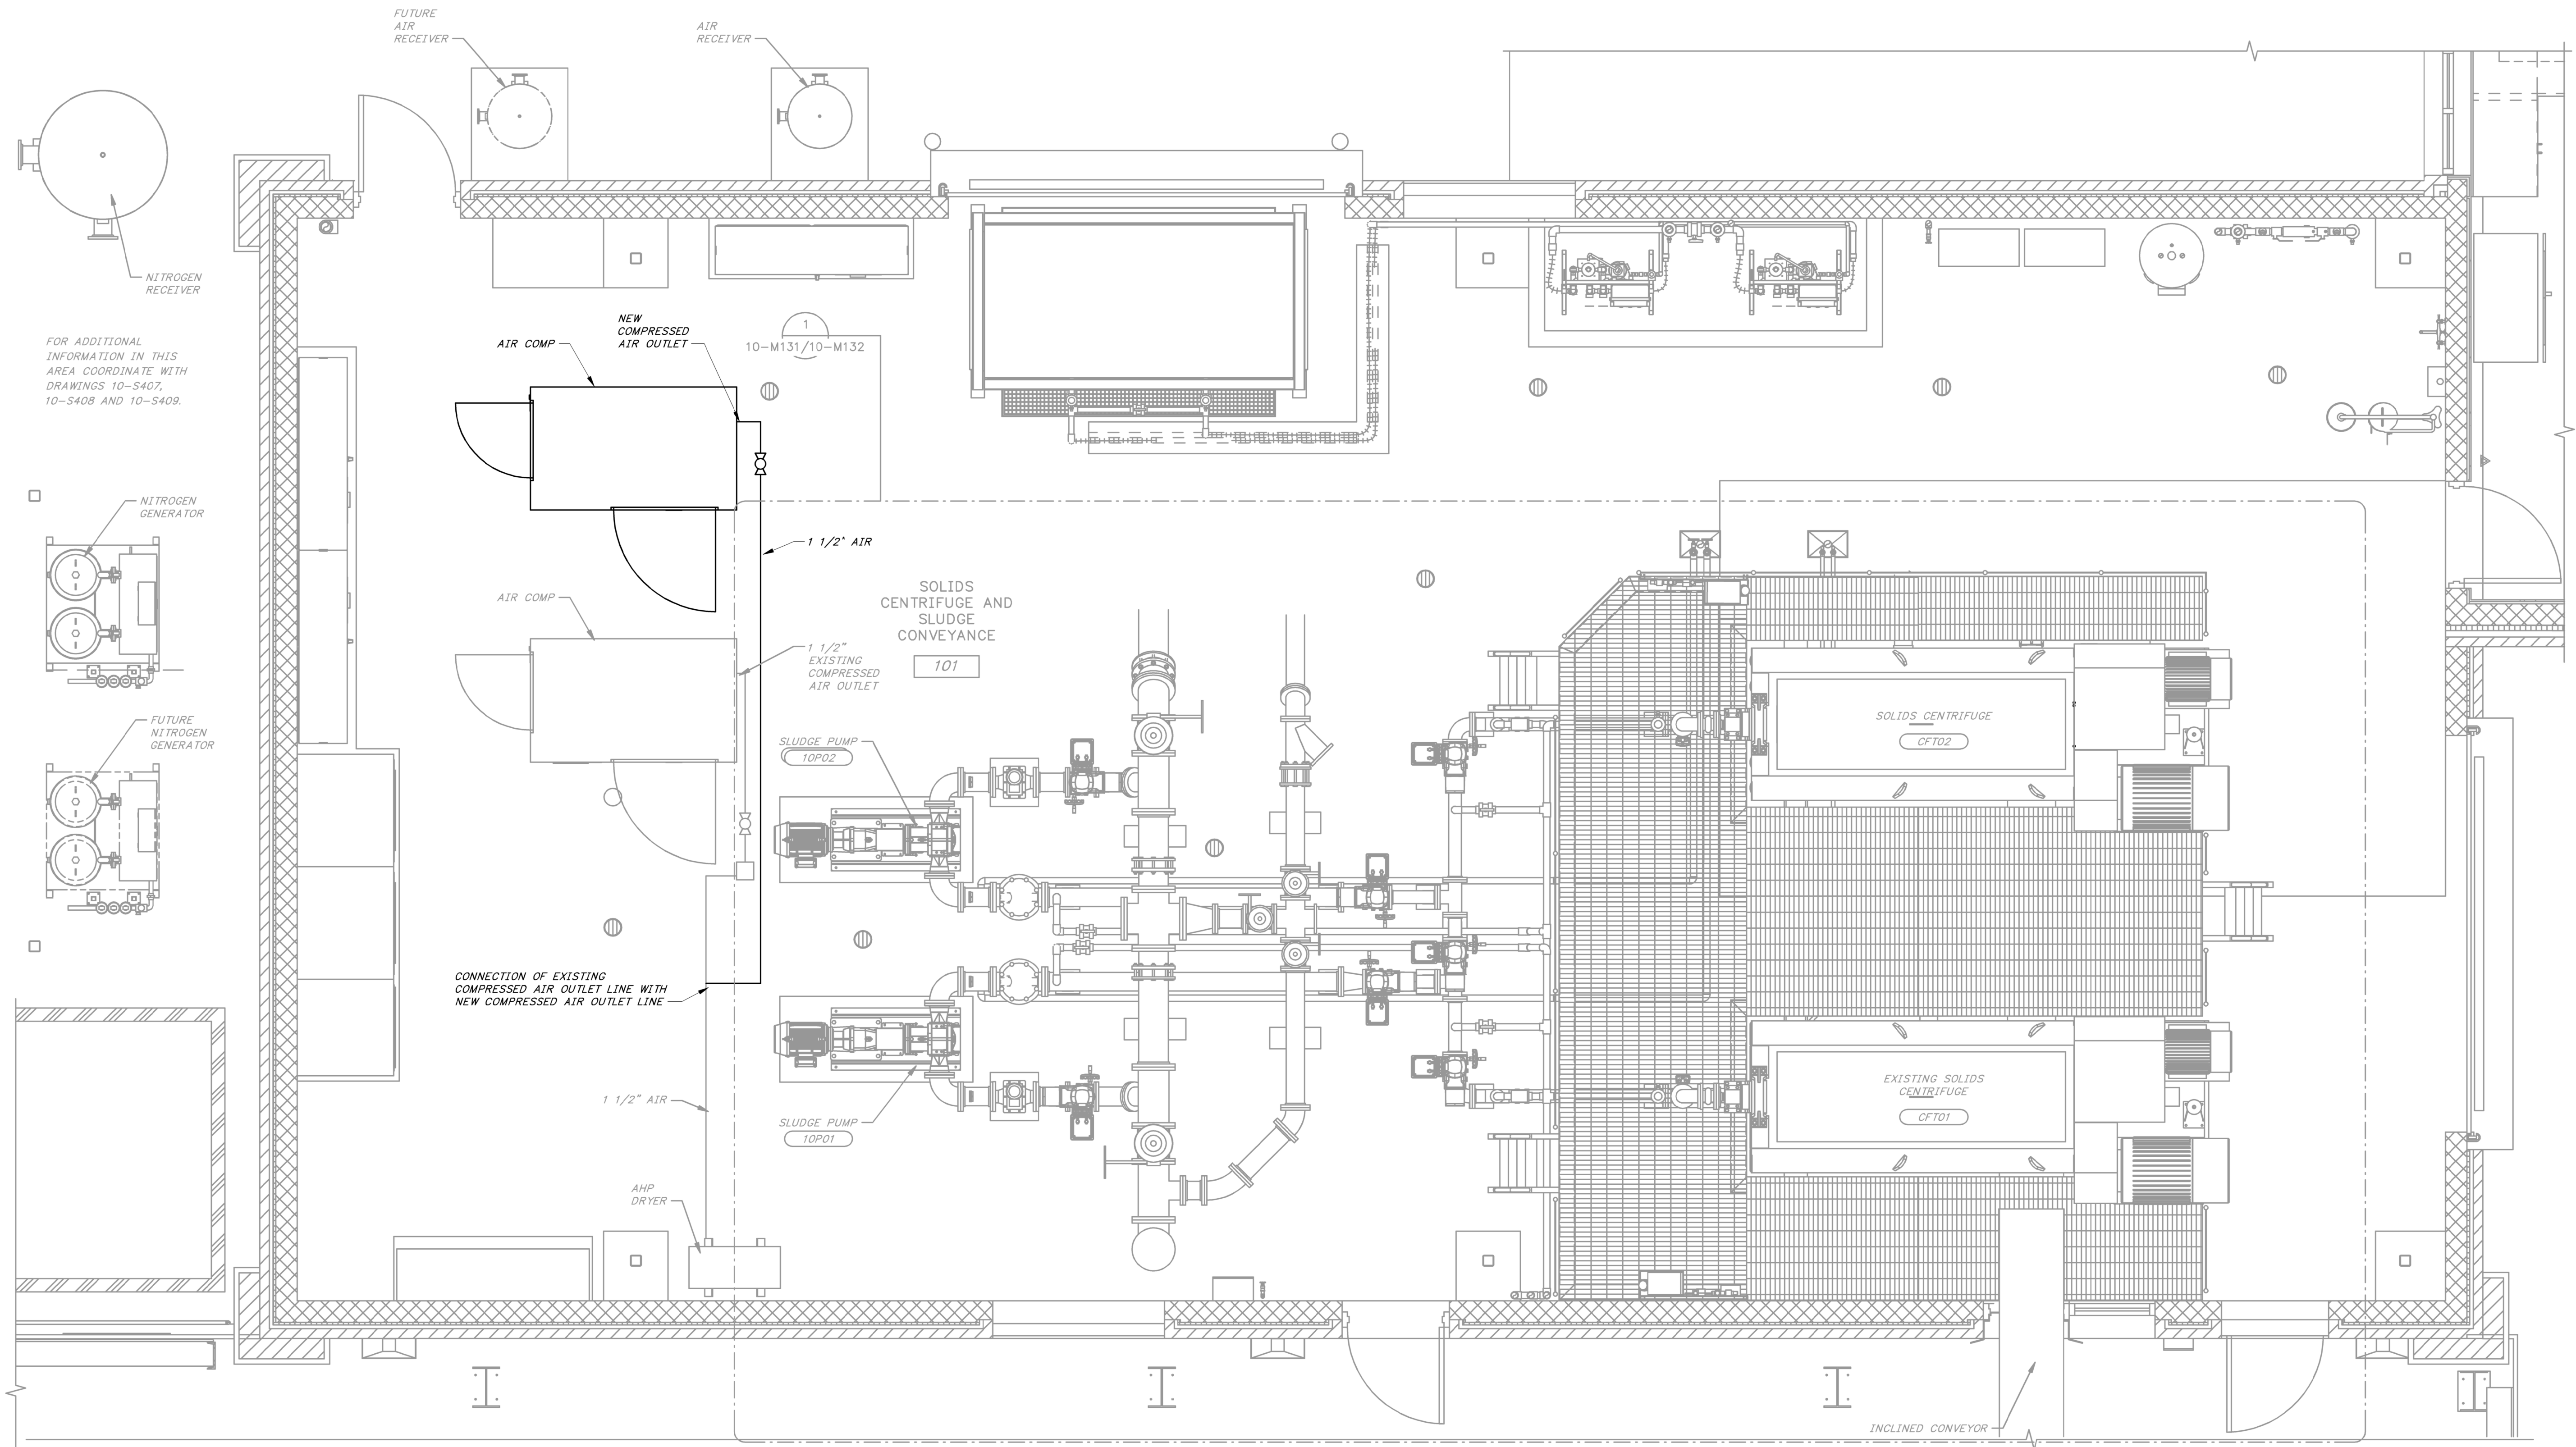 FUTURE
AIR
RECEIVER
AIR
RECEIVER
NITROGEN
RECEIVER
FOR ADDITIONAL
INFORMATION IN THIS
AREA COORDINATE WITH
DRAWINGS 10-S407,
10-S408 AND 10-S409.
AIR COMP
NEW
COMPRESSED
AIR OUTLET
1
10-M131/10-M132
NITROGEN
GENERATOR
1 1/2" AIR
SOLIDS
CENTRIFUGE AND
SLUDGE
CONVEYANCE
101
AIR COMP
1 1/2"
EXISTING
COMPRESSED
AIR OUTLET
FUTURE
NITROGEN
GENERATOR
SLUDGE PUMP
10P02
SOLIDS CENTRIFUGE
CFT02
CONNECTION OF EXISTING
COMPRESSED AIR OUTLET LINE WITH
NEW COMPRESSED AIR OUTLET LINE
1 1/2" AIR
SLUDGE PUMP
10P01
EXISTING SOLIDS
CENTRIFUGE
CFT01
AHP
DRYER
INCLINED CONVEYOR